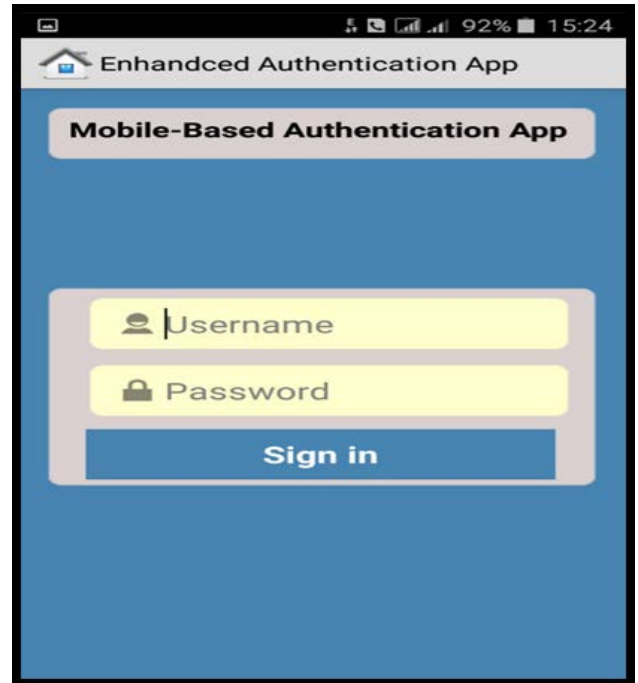 92% 15:24
Enhandced Authentication App
Mobile-Based Authentication App
Username
Password
Sign in